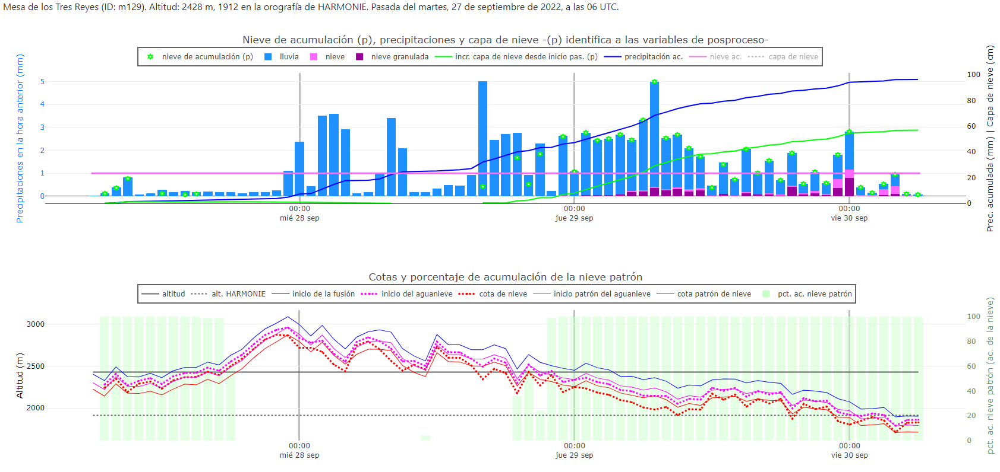 Mesa de los Tres Reyes (ID: m129). Altitud: 2428 m, 1912 en la orografía de HARMONIE. Pasada del martes, 27 de septiembre de 2022, a las 06 UTC.
Nieve de acumulación (p), precipitaciones y capa de nieve -(p) identifica a las variables de posproceso-
nieve de acumulación (p) lluvia nieve nieve granulada incr. capa de nieve desde inicio pas. (p) precipitación ac. nieve ac. capa de nieve
Precipitaciones en la hora anterior (mm)
5
4
3
2
1
0
100
80
60
40
20
0
Prec. acumulada (mm) | Capa de nieve (cm)
00:00 00:00 00:00
mié 28 sep jue 29 sep vie 30 sep
Cotas y porcentaje de acumulación de la nieve patrón
altitud alt. HARMONIE inicio de la fusión inicio del aguanieve cota de nieve inicio patrón del aguanieve cota patrón de nieve pct. ac. nieve patrón
Altitud (m)
3000
2500
2000
100
80
60
40
20
0
pct. ac. nieve patrón (ac. de la nieve)
00:00 00:00 00:00
mié 28 sep jue 29 sep vie 30 sep